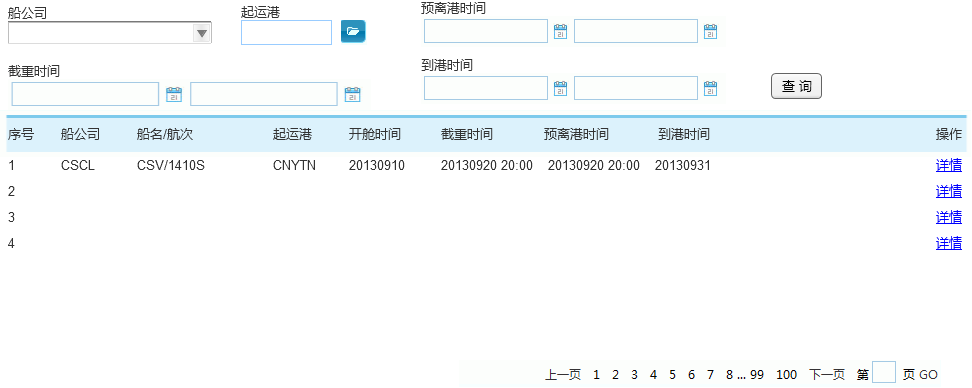 船公司 起运港 预离港时间
截重时间 到港时间
查 询
序号 船公司 船名/航次 起运港 开舱时间 截重时间 预离港时间 到港时间 操作
1 CSCL CSV/1410S CNYTN 20130910 20130920 20:00 20130920 20:00 20130931 详情
2 详情
3 详情
4 详情
上一页 1 2 3 4 5 6 7 8 ... 99 100 下一页 第 页 GO